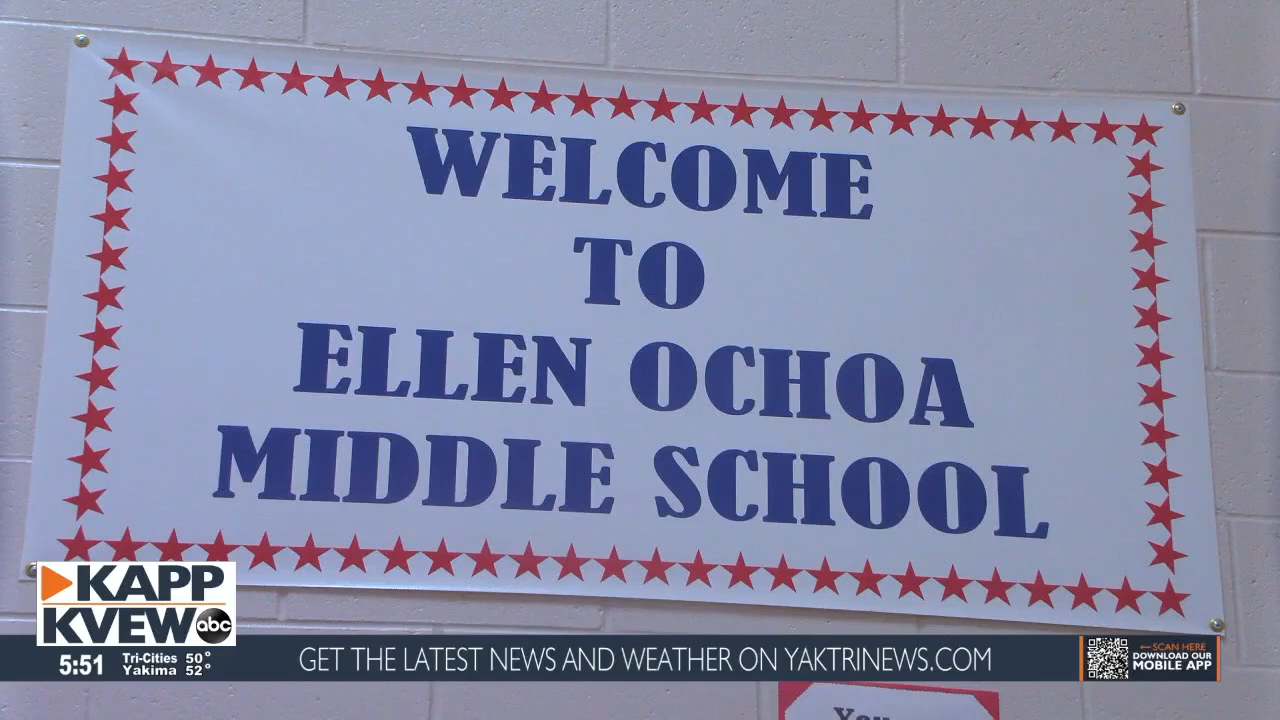 WELCOME
TO
ELLEN OCHOA
MIDDLE SCHOOL
KAPP
KVEW abc
5:51
Tri-Cities 50°
Yakima 52°
GET THE LATEST NEWS AND WEATHER ON YAKTRINEWS.COM
←SCAN HERE
DOWNLOAD OUR
MOBILE APP